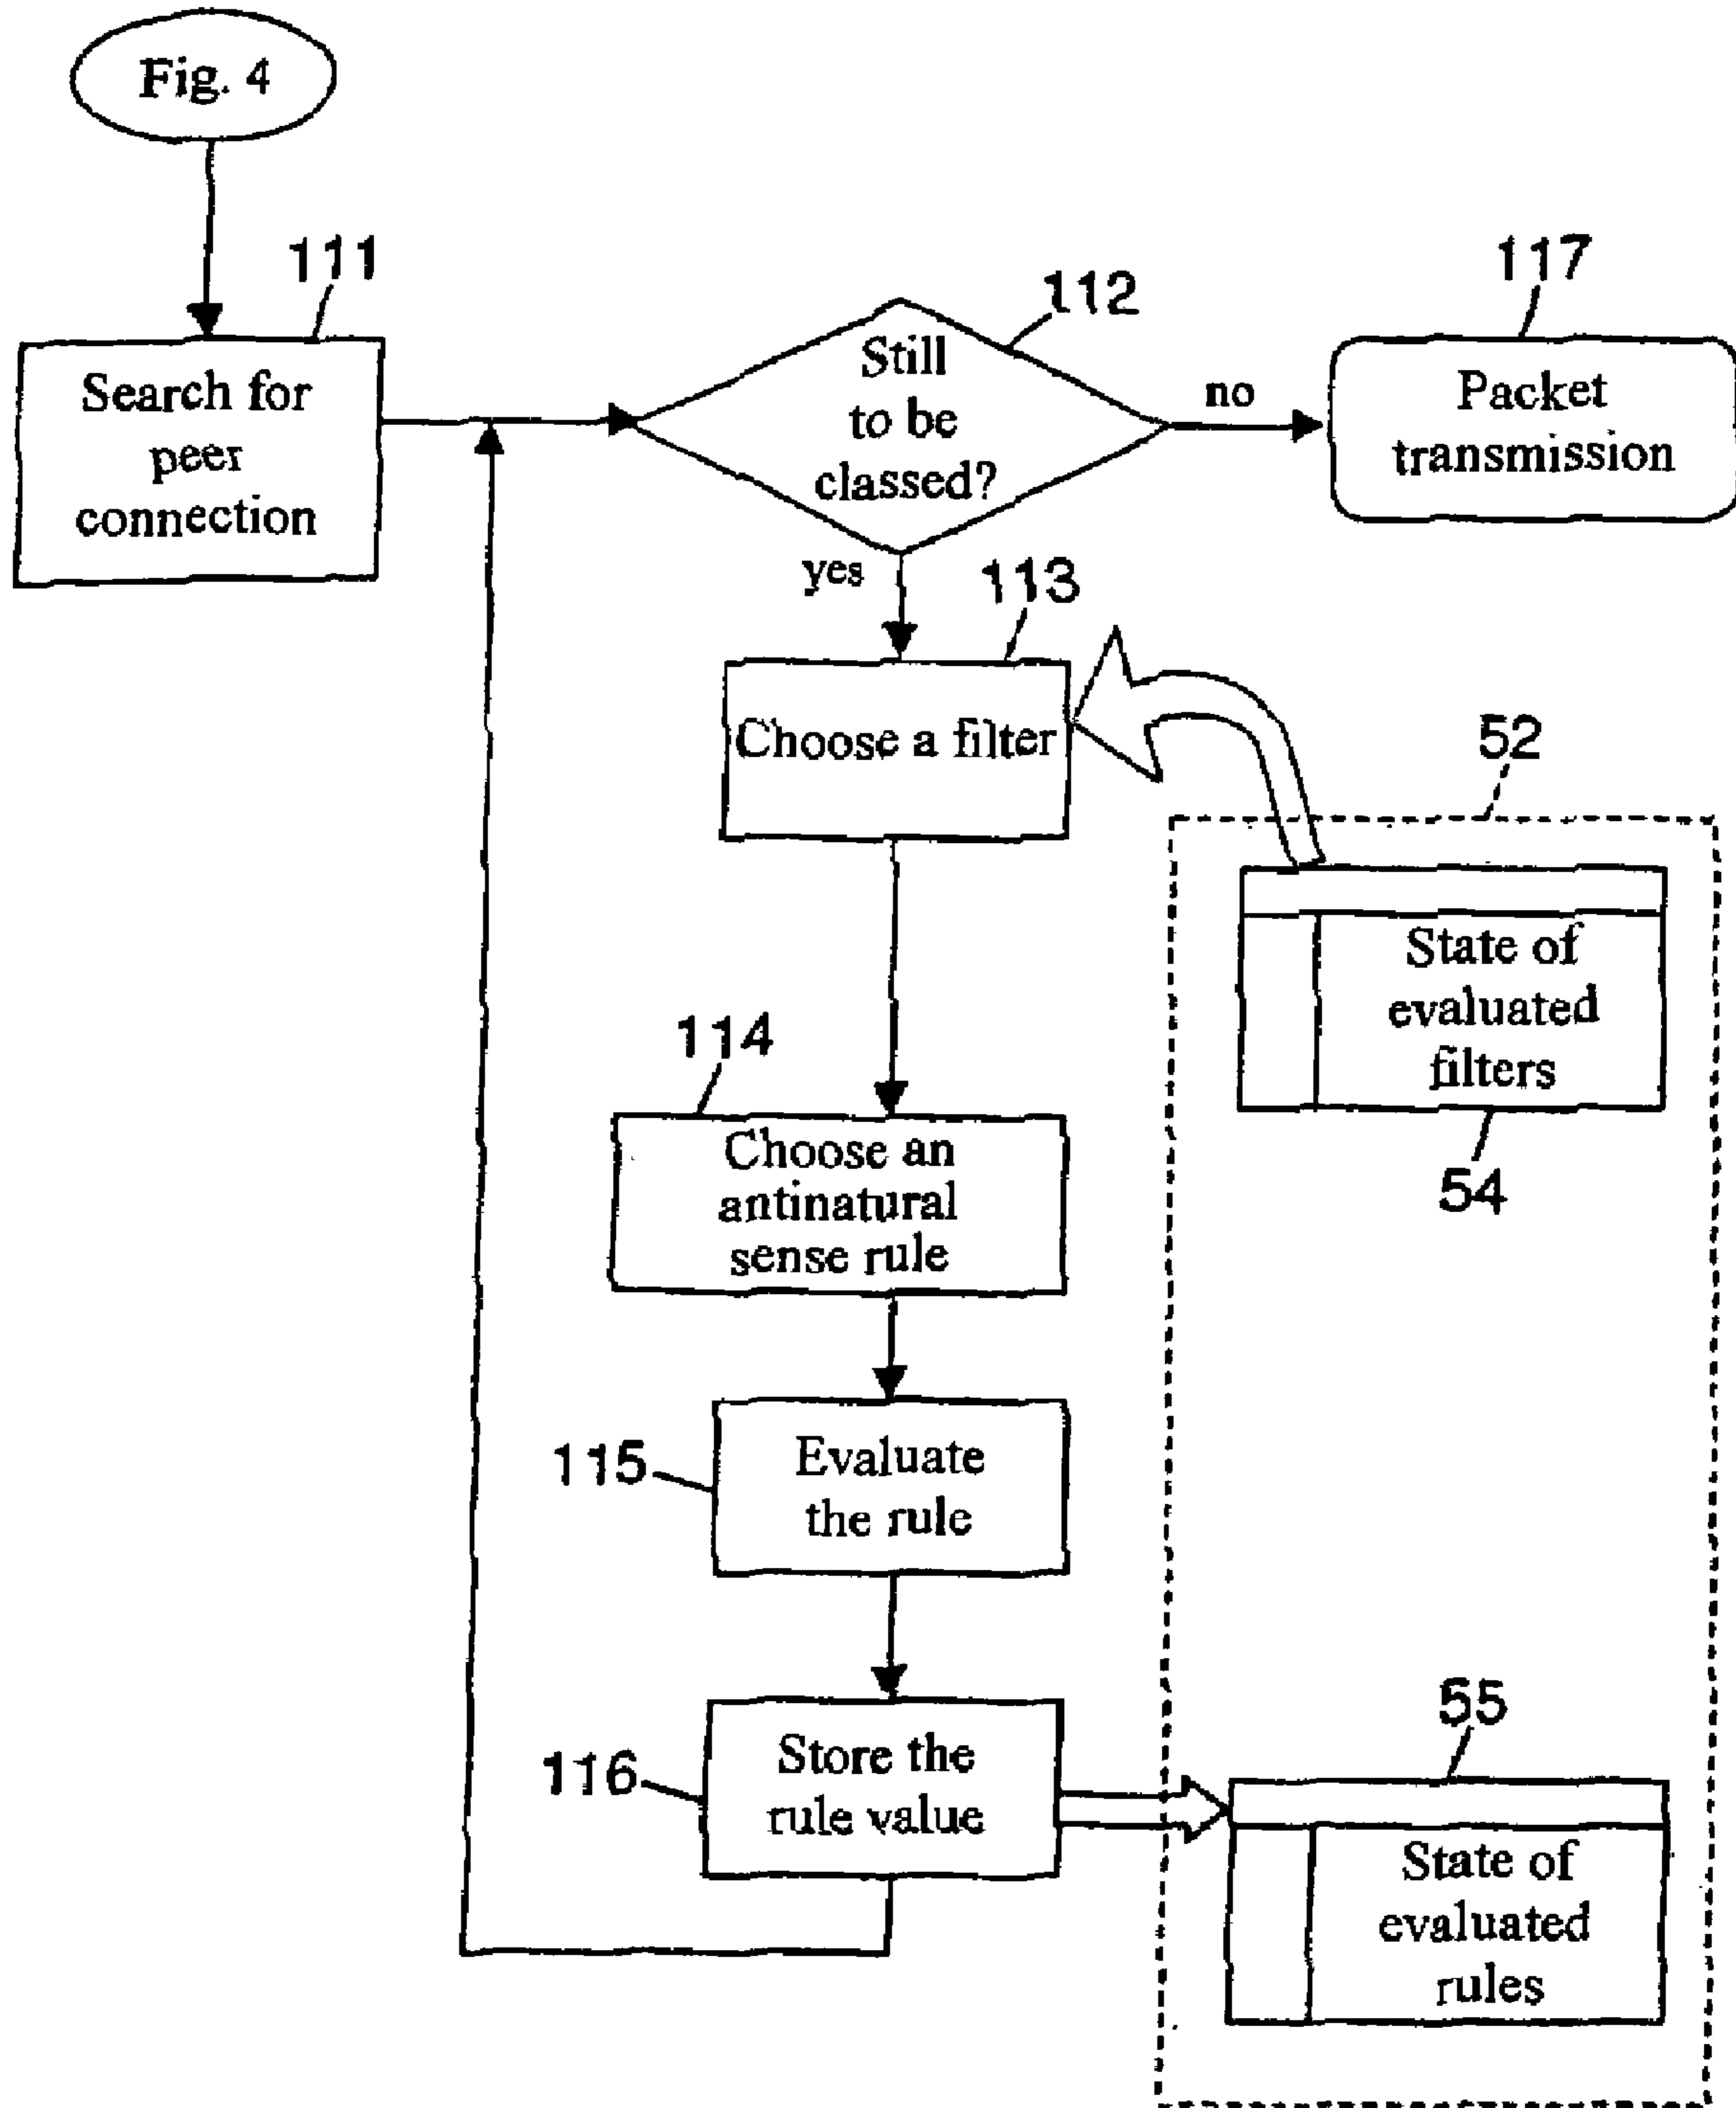 Fig. 4
111
Search for
peer
connection
112
Still
to be
classed?
no
117
Packet
transmission
yes
113
Choose a filter
52
State of
evaluated
filters
54
114
Choose an
antinatural
sense rule
115
Evaluate
the rule
116
Store the
rule value
55
State of
evaluated
rules